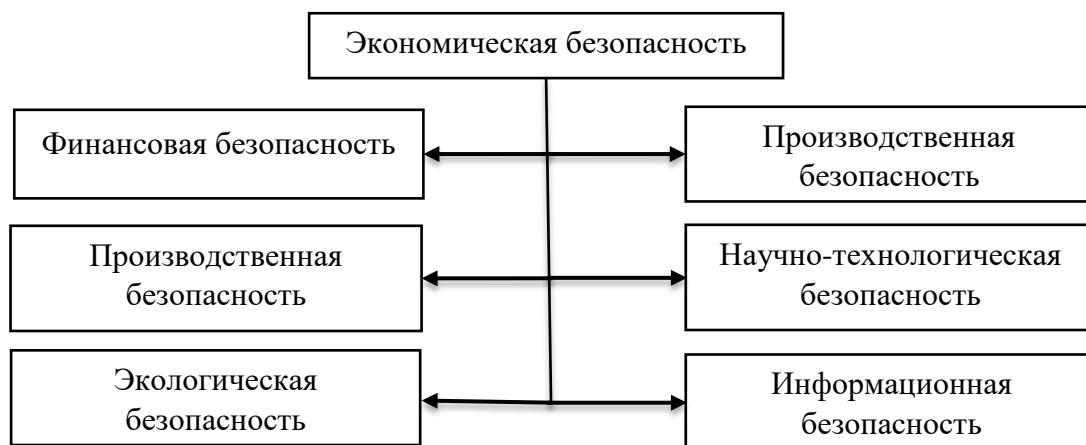 Экономическая безопасность
Финансовая безопасность
Производственная
безопасность
Производственная
безопасность
Научно-технологическая
безопасность
Экологическая
безопасность
Информационная
безопасность